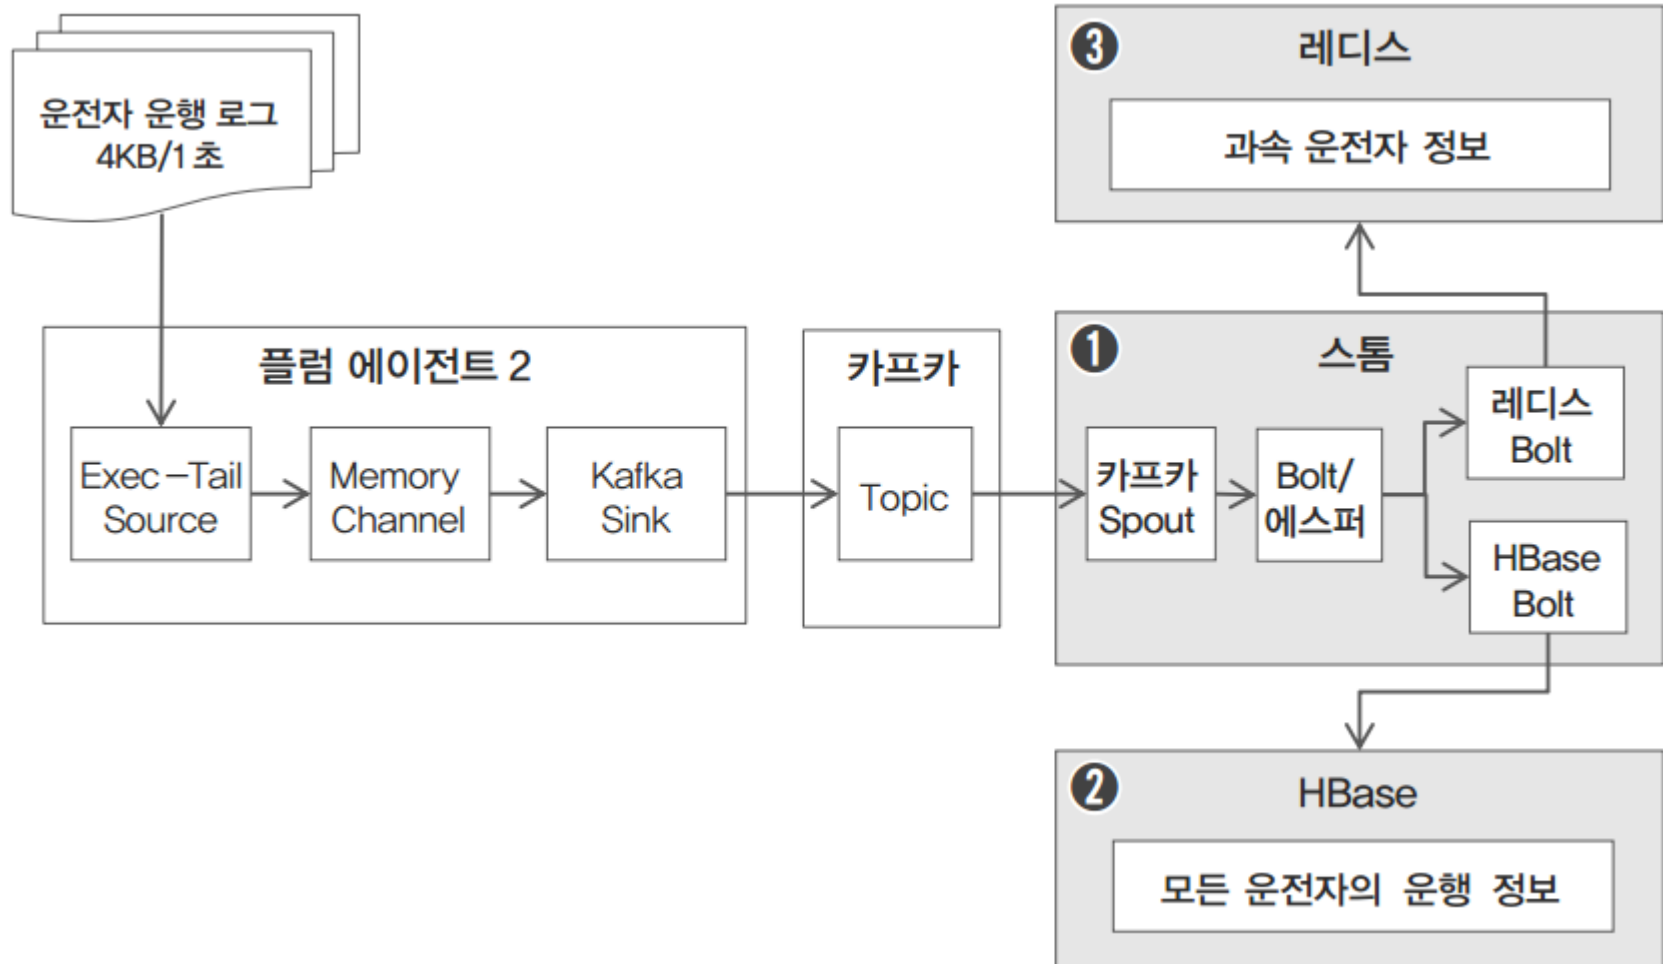 운전자 운행 로그
4KB/1초
플럼 에이전트 2
Exec-Tail
Source
Memory
Channel
Kafka
Sink
카프카
Topic
1
스톰
카프카
Spout
Bolt/
에스퍼
레디스
Bolt
HBase
Bolt
3
레디스
과속 운전자 정보
2
HBase
모든 운전자의 운행 정보